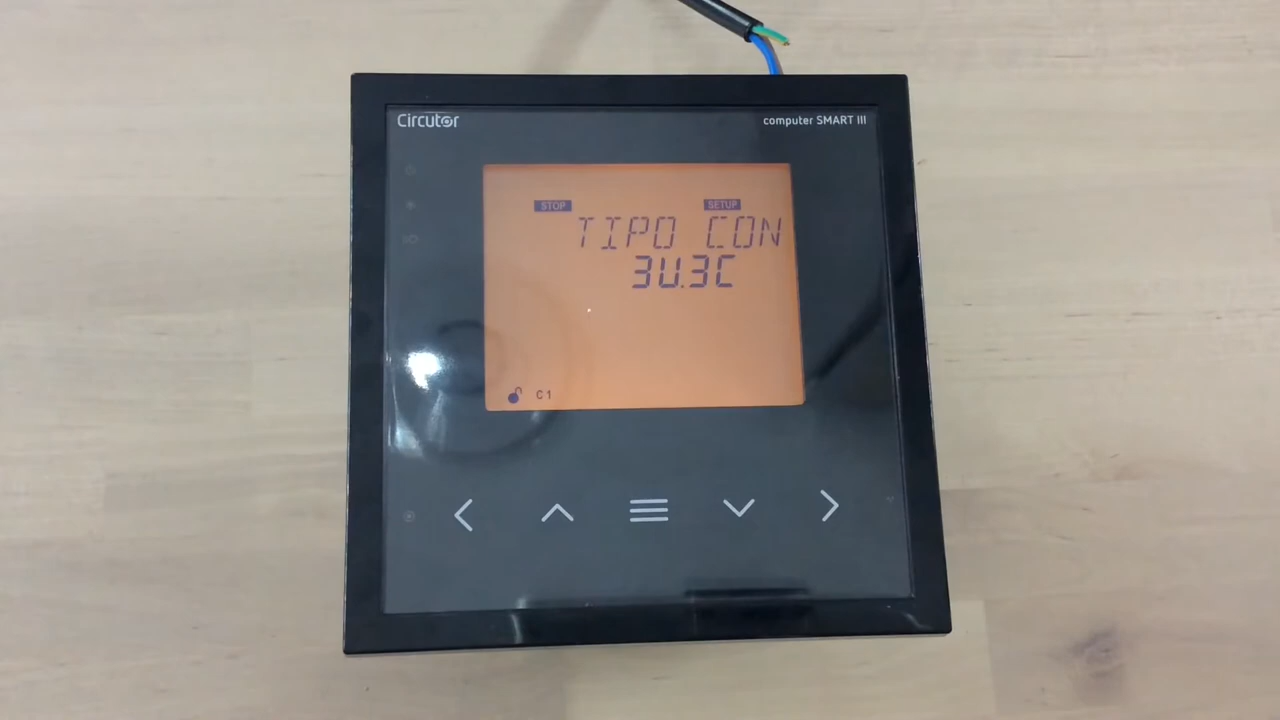 Circutor
computer SMART III
STOP SETUP
TIPO CON
3U.3C
C1